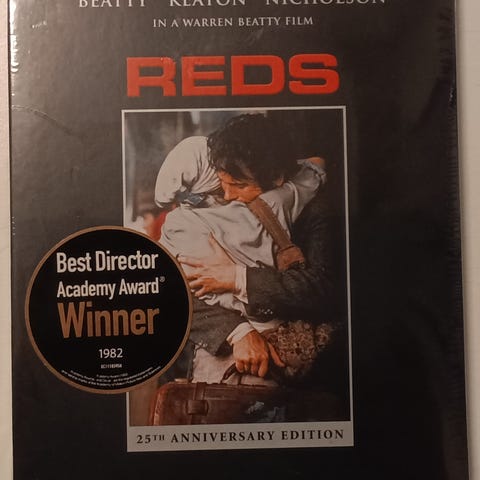 BEATTY KEATON NICHOLSON
IN A WARREN BEATTY FILM
REDS
Best Director
Academy Award®
Winner
1982
25TH ANNIVERSARY EDITION